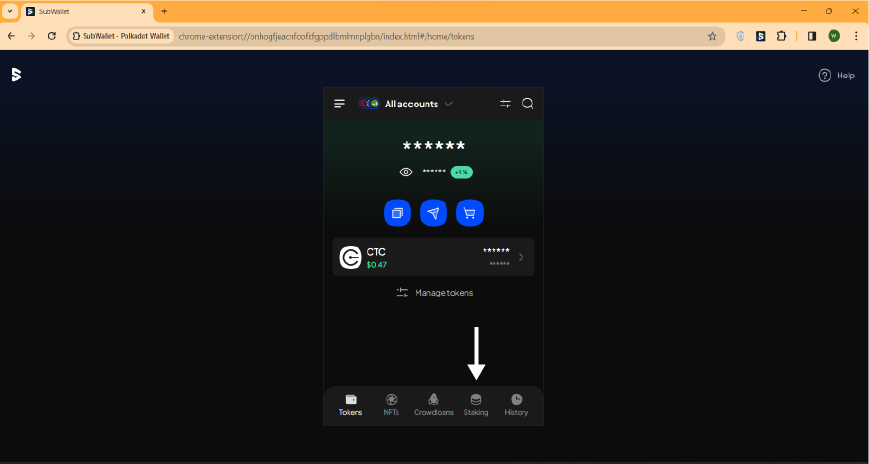 SubWallet
SubWallet - Polkadot Wallet
chrome-extension://onhogfjeacnfoofkfgppdlbmlmnplgbn/index.html#/home/tokens
W
Help
All accounts
******
****** +1%
CTC ******
$0.47 ******
Manage tokens
Tokens NFTs Crowdloans Staking History